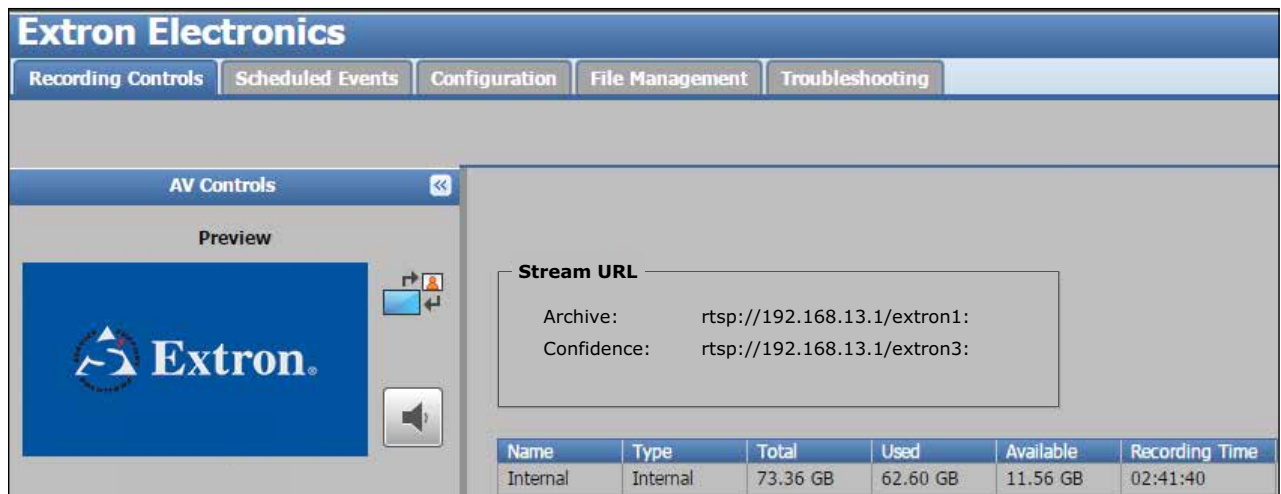 Extron Electronics
Recording Controls Scheduled Events Configuration File Management Troubleshooting
AV Controls
Preview
Extron®
Stream URL
Archive: rtsp://192.168.13.1/extron1:
Confidence: rtsp://192.168.13.1/extron3:
Name Type Total Used Available Recording Time
Internal Internal 73.36 GB 62.60 GB 11.56 GB 02:41:40